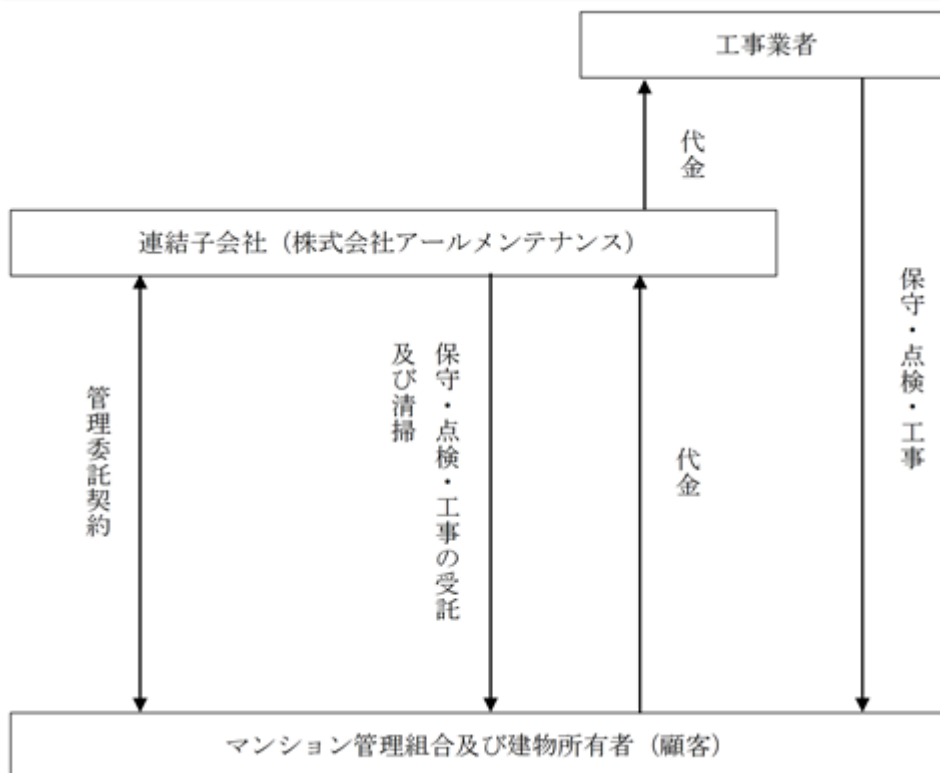 工事業者
代金
連結子会社（株式会社アールメンテナンス）
保守・点検・工事
管理委託契約
保守・点検・工事の受託
及び清掃
代金
マンション管理組合及び建物所有者（顧客）